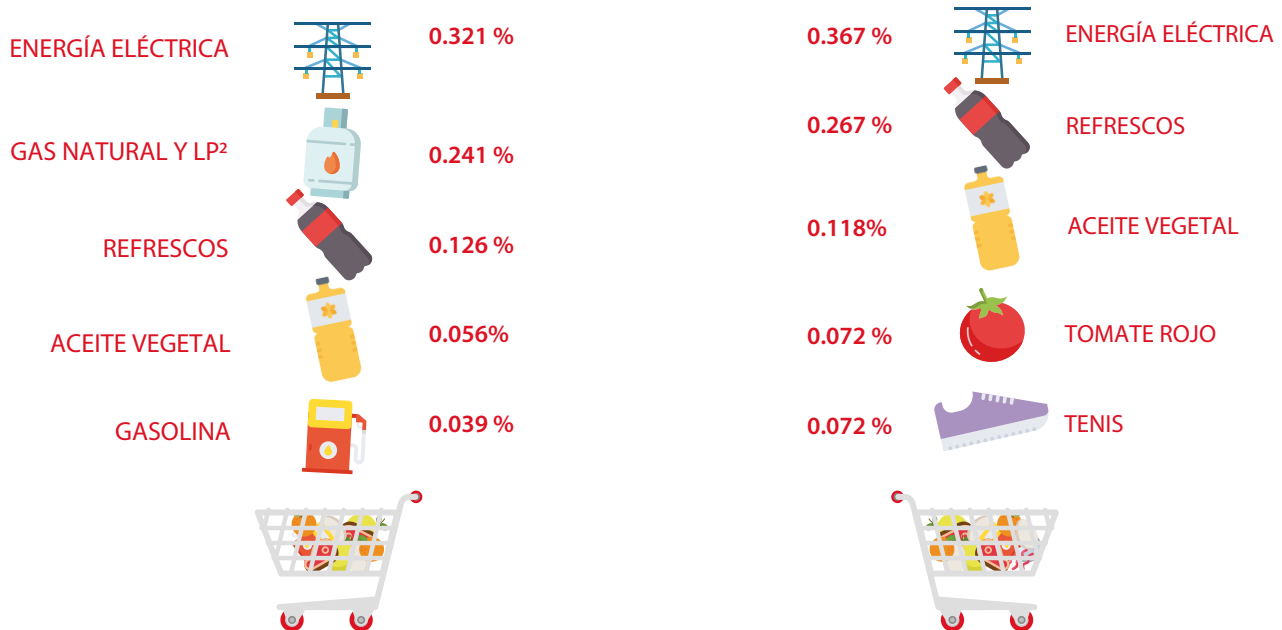 ENERGÍA ELÉCTRICA 0.321 %
GAS NATURAL Y LP² 0.241 %
REFRESCOS 0.126 %
ACEITE VEGETAL 0.056%
GASOLINA 0.039 %
0.367 % ENERGÍA ELÉCTRICA
0.267 % REFRESCOS
0.118% ACEITE VEGETAL
0.072 % TOMATE ROJO
0.072 % TENIS